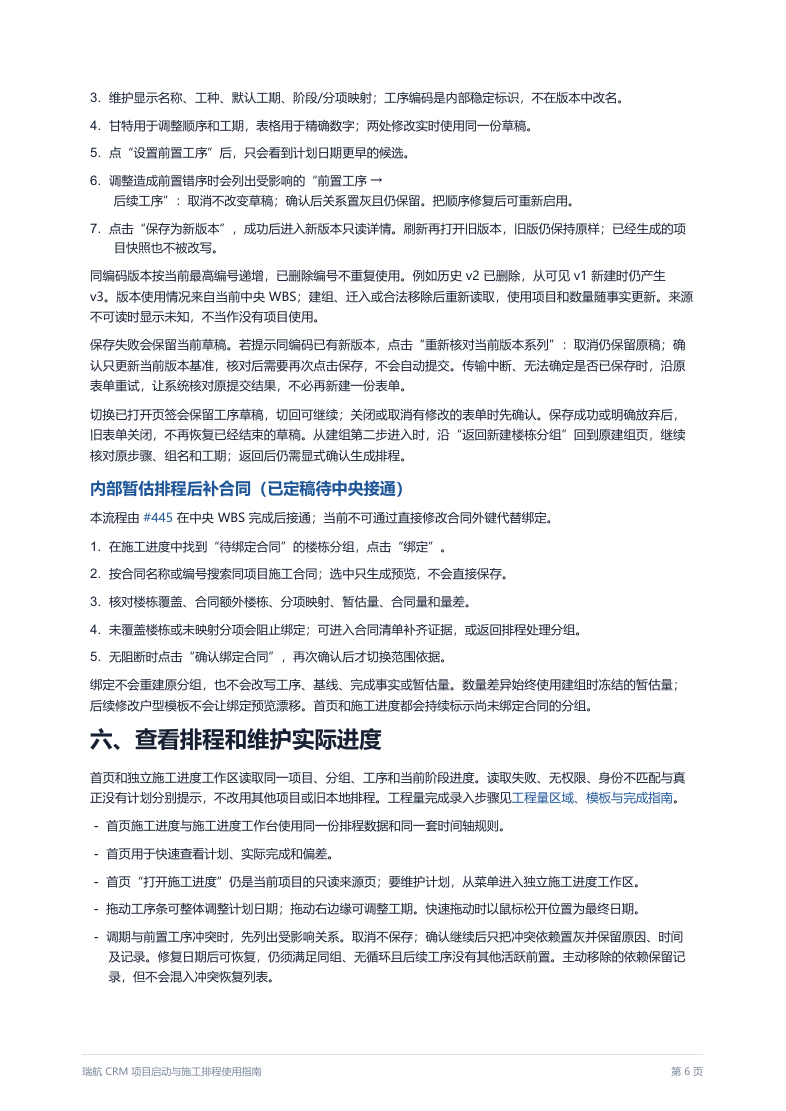 3. 维护显示名称、工种、默认工期、阶段/分项映射；工序编码是内部稳定标识，不在版本中改名。
4. 甘特用于调整顺序和工期，表格用于精确数字；两处修改实时使用同一份草稿。
5. 点“设置前置工序”后，只会看到计划日期更早的候选。
6. 调整造成前置错序时会列出受影响的“前置工序 →
后续工序”：取消不改变草稿；确认后关系置灰且仍保留。把顺序修复后可重新启用。
7. 点击“保存为新版本”，成功后进入新版本只读详情。刷新再打开旧版本，旧版仍保持原样；已经生成的项
目快照也不被改写。
同编码版本按当前最高编号递增，已删除编号不重复使用。例如历史 v2 已删除，从可见 v1 新建时仍产生
v3。版本使用情况来自当前中央 WBS；建组、迁入或合法移除后重新读取，使用项目和数量随事实更新。来源
不可读时显示未知，不当作没有项目使用。
保存失败会保留当前草稿。若提示同编码已有新版本，点击“重新核对当前版本系列”：取消仍保留原稿；确
认只更新当前版本基准，核对后需要再次点击保存，不会自动提交。传输中断、无法确定是否已保存时，沿原
表单重试，让系统核对原提交结果，不必再新建一份表单。
切换已打开页签会保留工序草稿，切回可继续；关闭或取消有修改的表单时先确认。保存成功或明确放弃后，
旧表单关闭，不再恢复已经结束的草稿。从建组第二步进入时，沿“返回新建楼栋分组”回到原建组页，继续
核对原步骤、组名和工期；返回后仍需显式确认生成排程。
内部暂估排程后补合同（已定稿待中央接通）
本流程由 #445 在中央 WBS 完成后接通；当前不可通过直接修改合同外键代替绑定。
1. 在施工进度中找到“待绑定合同”的楼栋分组，点击“绑定”。
2. 按合同名称或编号搜索同项目施工合同；选中只生成预览，不会直接保存。
3. 核对楼栋覆盖、合同额外楼栋、分项映射、暂估量、合同量和量差。
4. 未覆盖楼栋或未映射分项会阻止绑定；可进入合同清单补齐证据，或返回排程处理分组。
5. 无阻断时点击“确认绑定合同”，再次确认后才切换范围依据。
绑定不会重建原分组，也不会改写工序、基线、完成事实或暂估量。数量差异始终使用建组时冻结的暂估量；
后续修改户型模板不会让绑定预览漂移。首页和施工进度都会持续标示尚未绑定合同的分组。
六、查看排程和维护实际进度
首页和独立施工进度工作区读取同一项目、分组、工序和当前阶段进度。读取失败、无权限、身份不匹配与真
正没有计划分别提示，不改用其他项目或旧本地排程。工程量完成录入步骤见工程量区域、模板与完成指南。
- 首页施工进度与施工进度工作台使用同一份排程数据和同一套时间轴规则。
- 首页用于快速查看计划、实际完成和偏差。
- 首页“打开施工进度”仍是当前项目的只读来源页；要维护计划，从菜单进入独立施工进度工作区。
- 拖动工序条可整体调整计划日期；拖动右边缘可调整工期。快速拖动时以鼠标松开位置为最终日期。
- 调期与前置工序冲突时，先列出受影响关系。取消不保存；确认继续后只把冲突依赖置灰并保留原因、时间
及记录。修复日期后可恢复，仍须满足同组、无循环且后续工序没有其他活跃前置。主动移除的依赖保留记
录，但不会混入冲突恢复列表。
瑞航 CRM 项目启动与施工排程使用指南
第 6 页